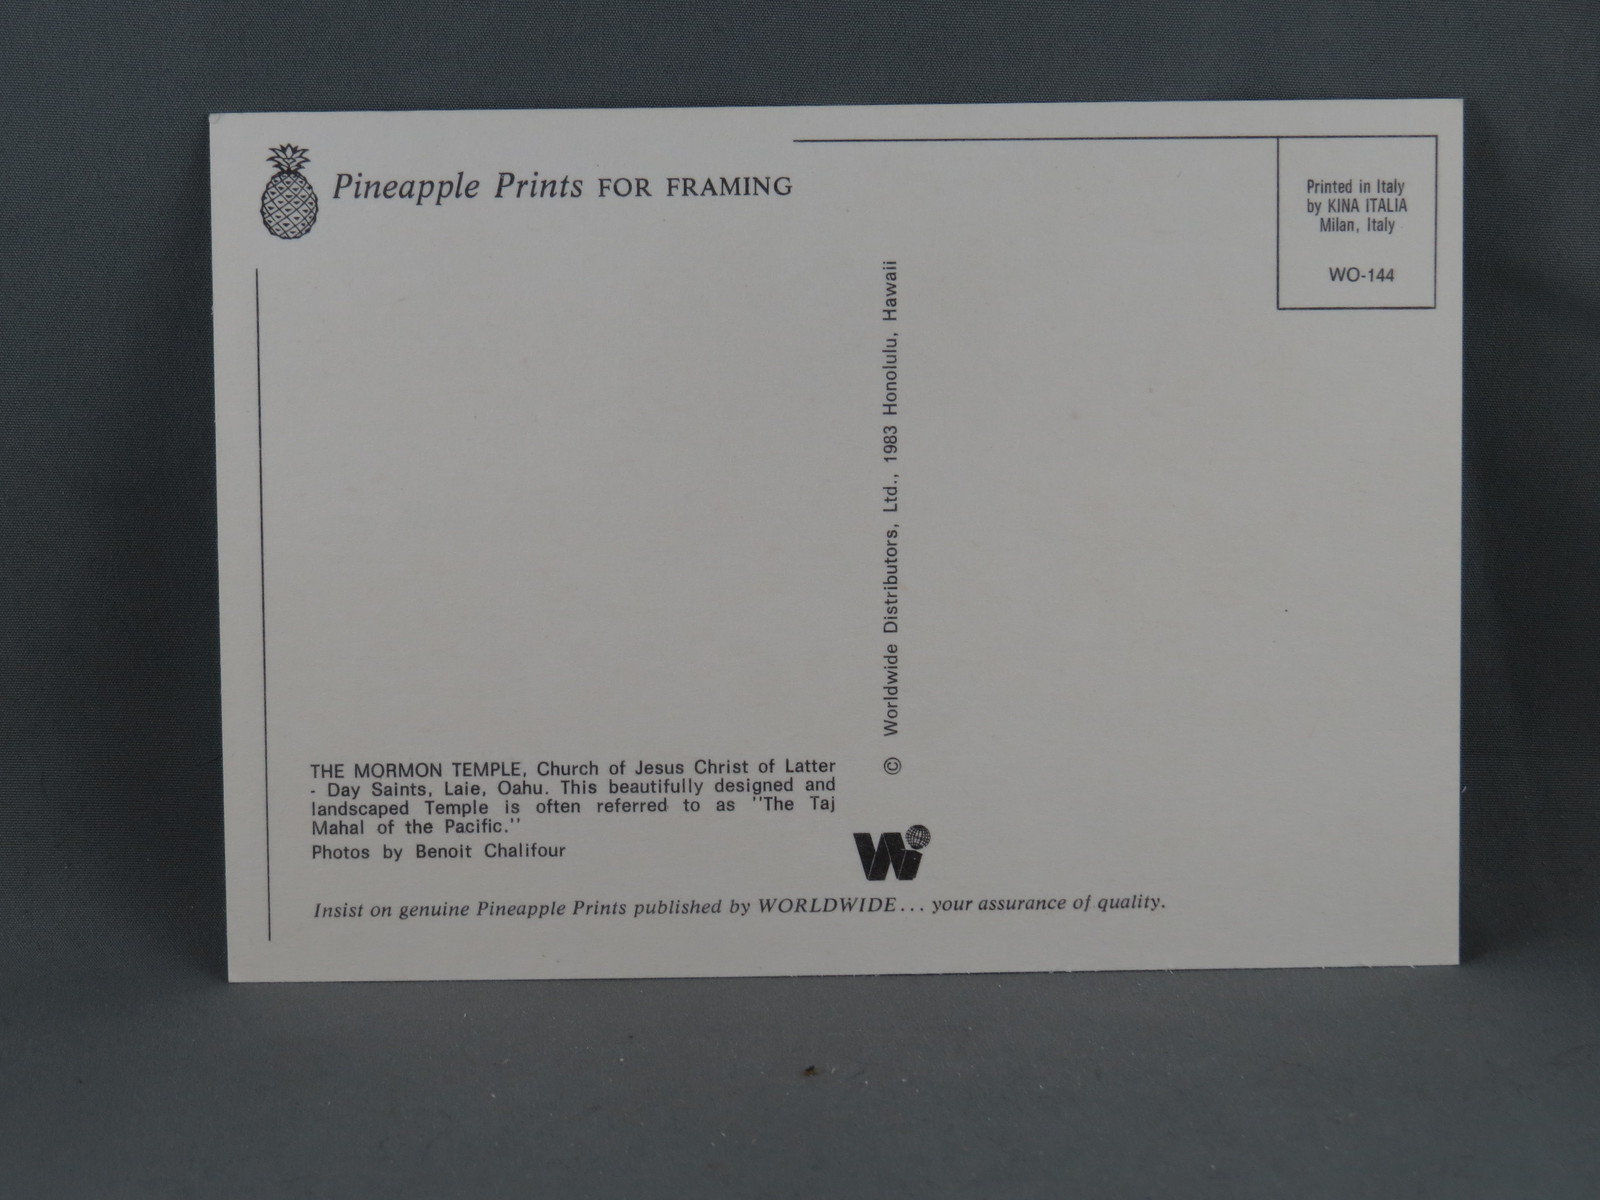 Pineapple Prints FOR FRAMING
Printed in Italy
by KINA ITALIA
Milan, Italy
WO-144
© Worldwide Distributors, Ltd., 1983 Honolulu, Hawaii
THE MORMON TEMPLE, Church of Jesus Christ of Latter
- Day Saints, Laie, Oahu. This beautifully designed and
landscaped Temple is often referred to as "The Taj
Mahal of the Pacific."
Photos by Benoit Chalifour
Wi
Insist on genuine Pineapple Prints published by WORLDWIDE... your assurance of quality.